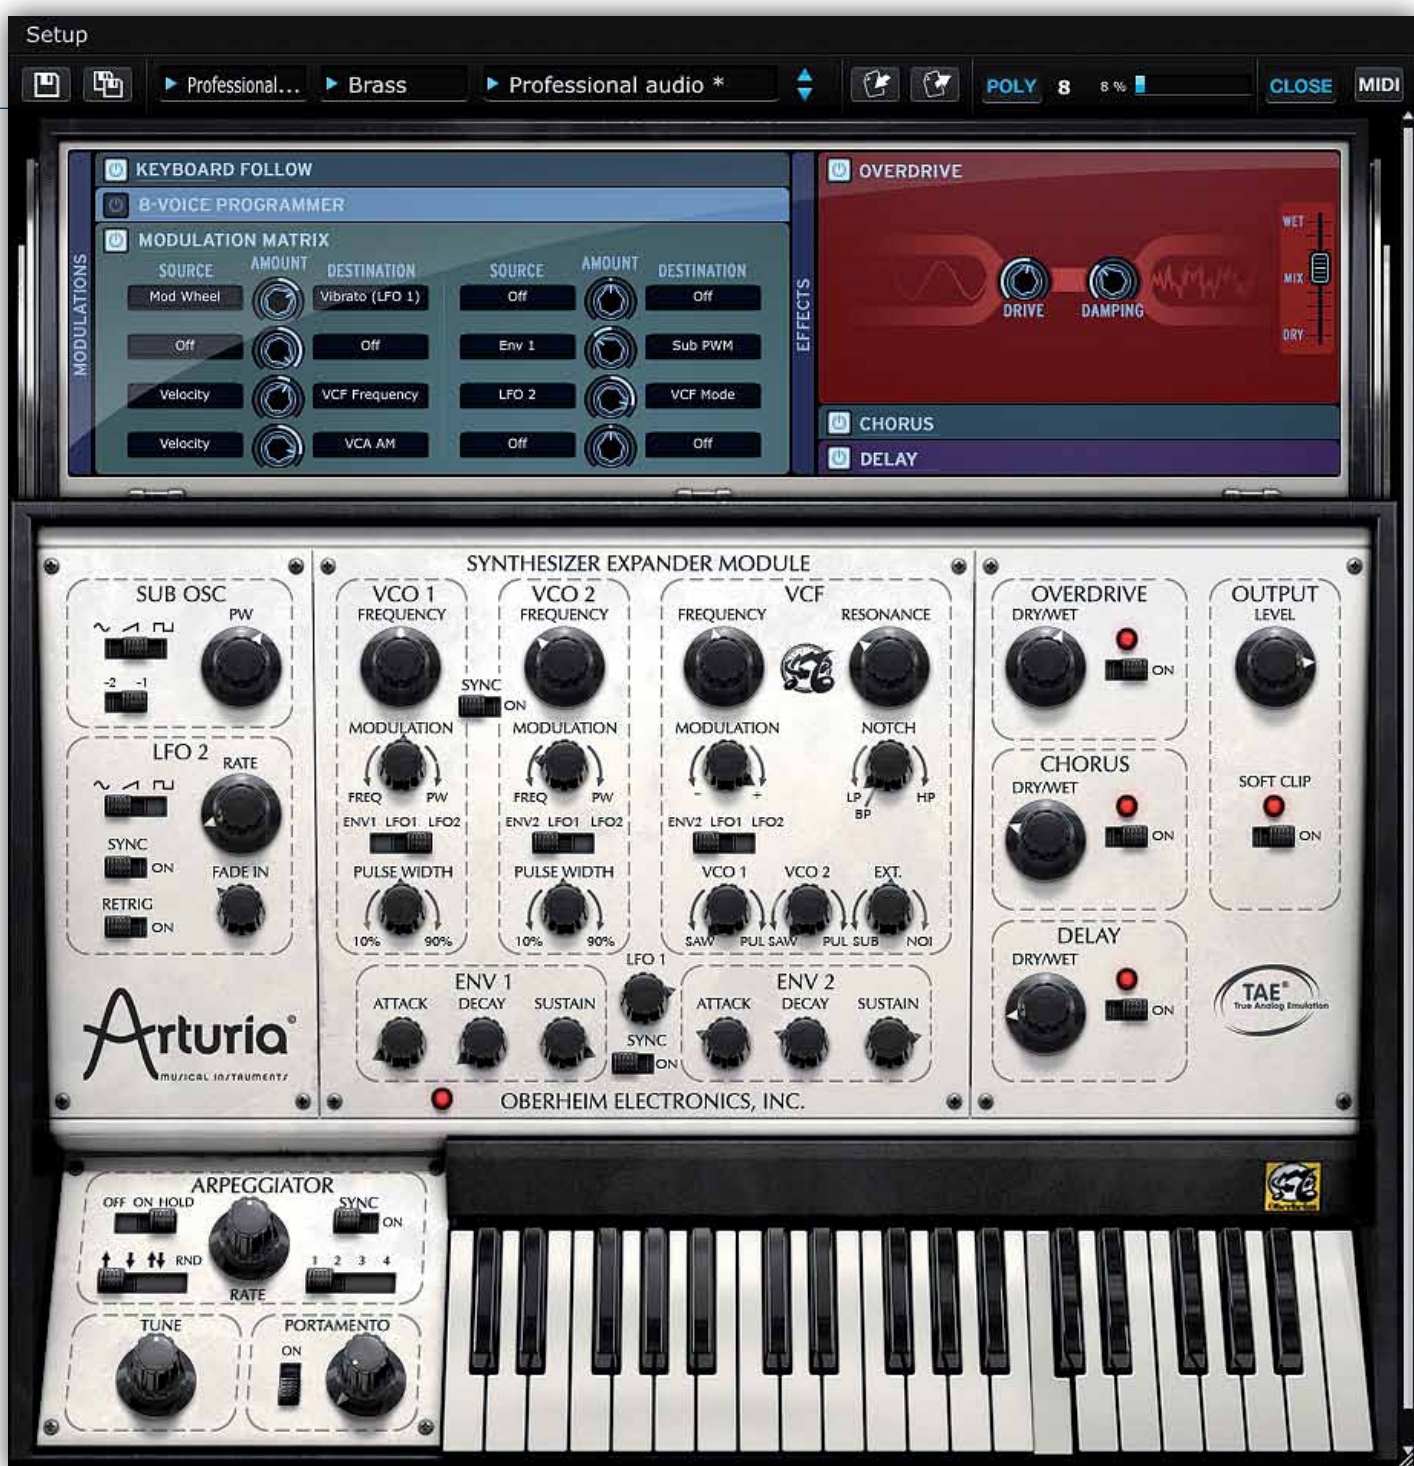 Setup
Professional... Brass Professional audio * POLY 8 8 % CLOSE MIDI
MODULATIONS
KEYBOARD FOLLOW
8-VOICE PROGRAMMER
MODULATION MATRIX
SOURCE AMOUNT DESTINATION SOURCE AMOUNT DESTINATION
Mod Wheel Vibrato (LFO 1) Off Off
Off Off Env 1 Sub PWM
Velocity VCF Frequency LFO 2 VCF Mode
Velocity VCA AM Off Off
EFFECTS
OVERDRIVE
WET
MIX
DRY
DRIVE DAMPING
CHORUS
DELAY
SYNTHESIZER EXPANDER MODULE
SUB OSC
PW
-2 -1
LFO 2
RATE
SYNC
ON
FADE IN
RETRIG
ON
Arturia©
MUSICAL INSTRUMENTS
VCO 1
FREQUENCY
SYNC
ON
MODULATION
FREQ PW
ENV1 LFO1 LFO2
PULSE WIDTH
10% 90%
VCO 2
FREQUENCY
MODULATION
FREQ PW
ENV2 LFO1 LFO2
PULSE WIDTH
10% 90%
VCF
FREQUENCY RESONANCE
MODULATION NOTCH
- + LP BP HP
ENV2 LFO1 LFO2
VCO 1 VCO 2 EXT.
SAW PUL SAW PUL SUB NOI
ENV 1
ATTACK DECAY SUSTAIN
LFO 1
SYNC
ON
ENV 2
ATTACK DECAY SUSTAIN
OBERHEIM ELECTRONICS, INC.
OVERDRIVE
DRY/WET
ON
CHORUS
DRY/WET
ON
DELAY
DRY/WET
ON
OUTPUT
LEVEL
SOFT CLIP
ON
TAE®
True Analog Emulation
ARPEGGIATOR
OFF ON HOLD SYNC
ON
RND 1 2 3 4
RATE
TUNE
PORTAMENTO
ON
Oberheim